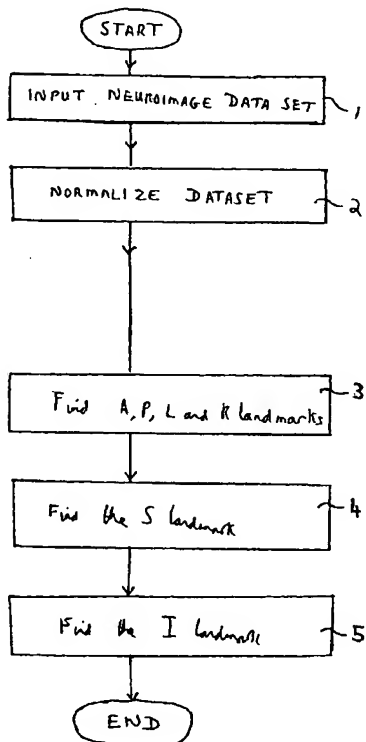 START
INPUT NEUROIMAGE DATA SET
1
NORMALIZE DATASET
2
3
Find A, P, L and R landmarks
4
Find the S landmark
Find the I landmark
5
END